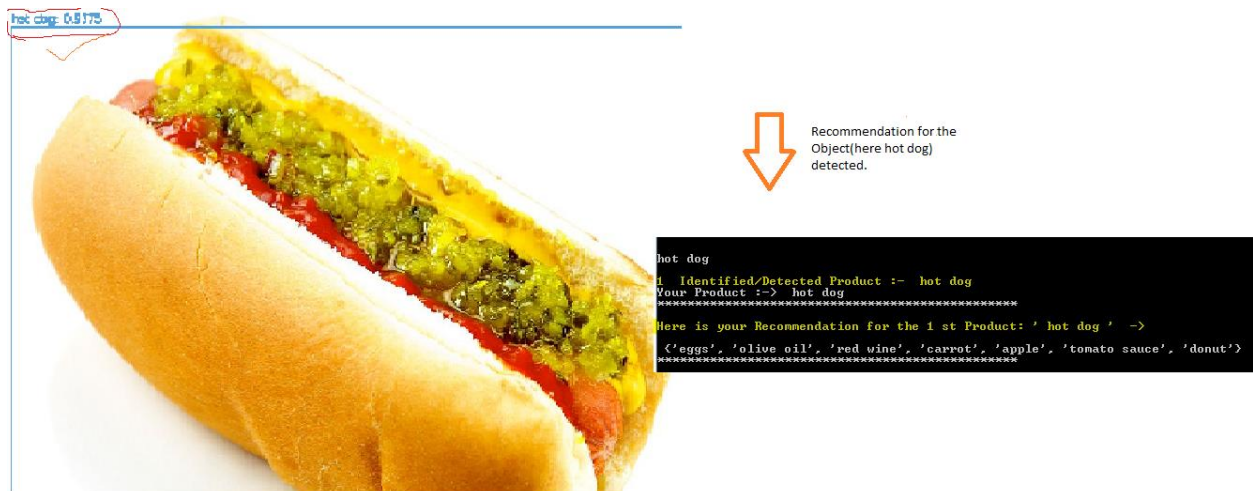 hot dog: 0.9175
Recommendation for the
Object(here hot dog)
detected.
hot dog
1 Identified/Detected Product :- hot dog
Your Product :-> hot dog
**************************************************
Here is your Recommendation for the 1 st Product: ' hot dog ' ->
{'eggs', 'olive oil', 'red wine', 'carrot', 'apple', 'tomato sauce', 'donut'}
**************************************************